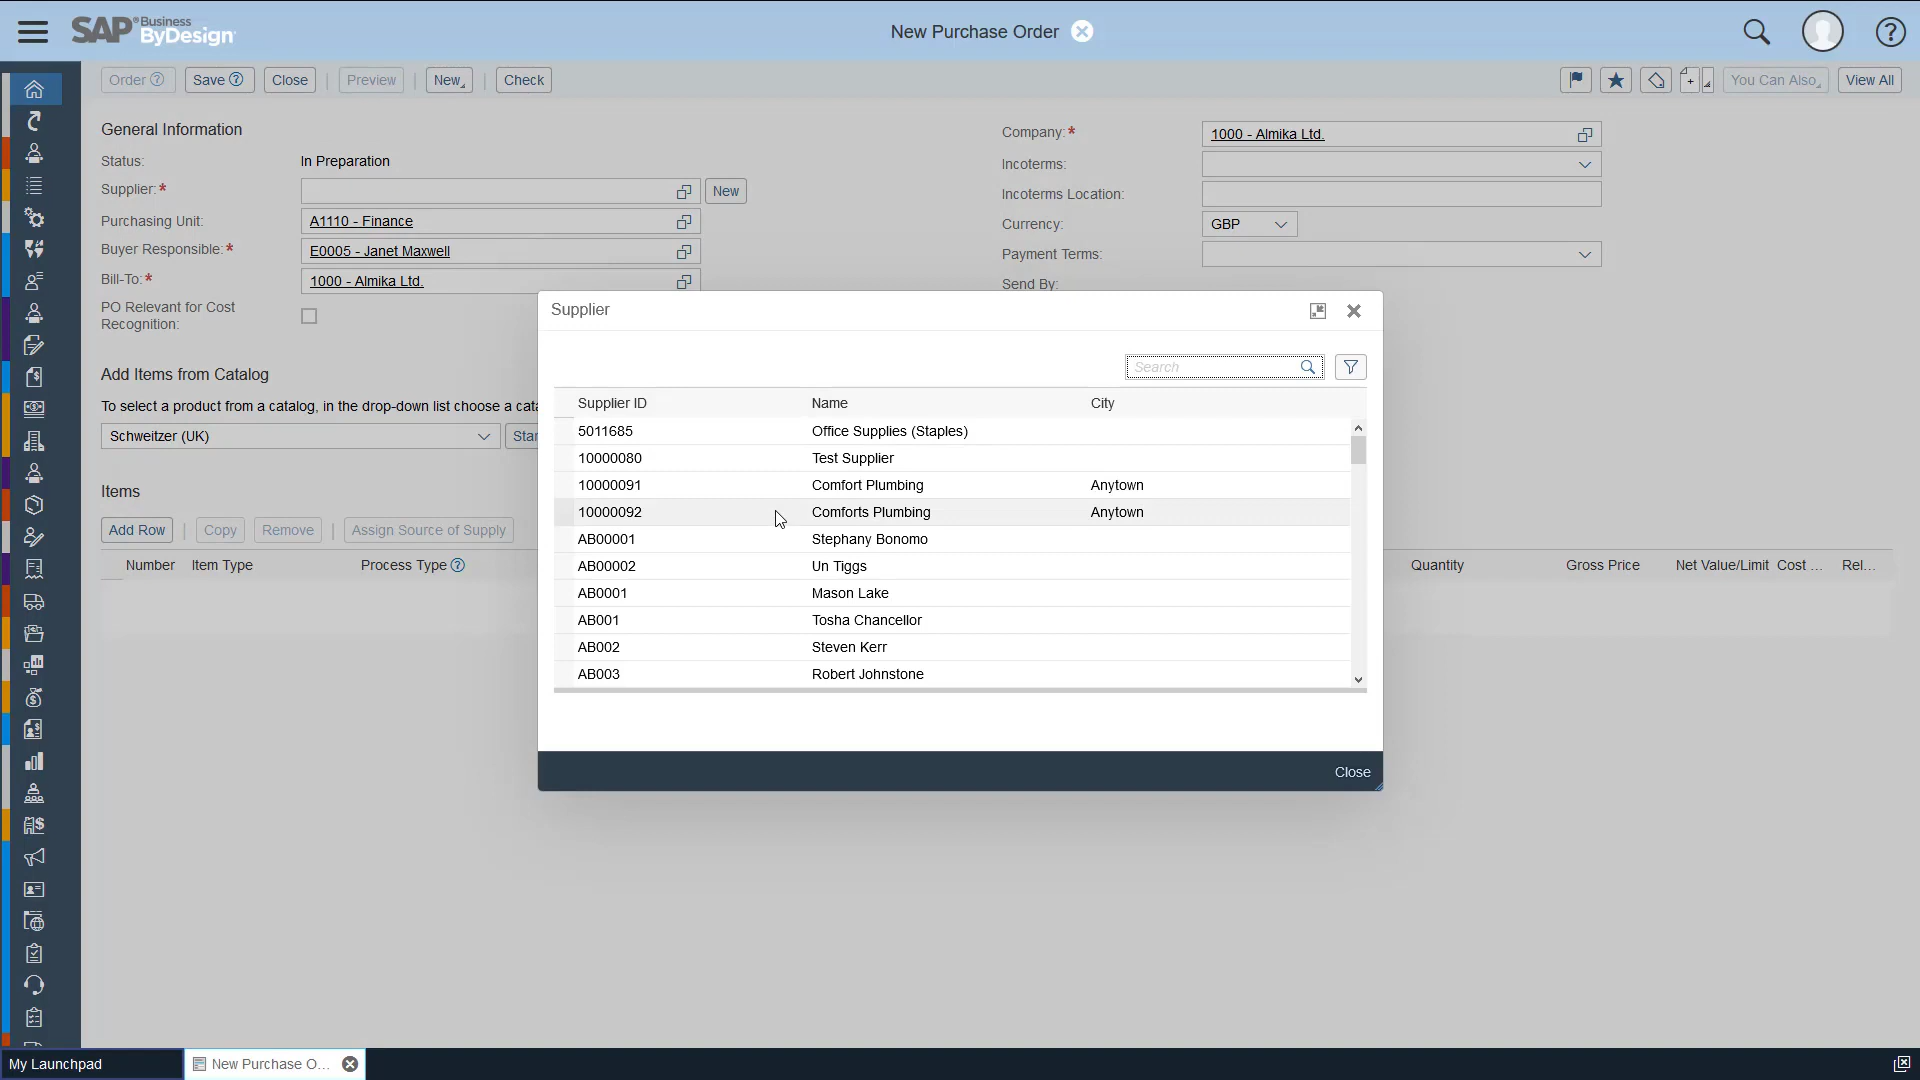 SAP Business ByDesign
New Purchase Order
Order
Save
Close
Preview
New
Check
You Can Also
View All
General Information
Status: In Preparation
Supplier:*
New
Purchasing Unit: A1110 - Finance
Buyer Responsible:* E0005 - Janet Maxwell
Bill-To:* 1000 - Almika Ltd.
PO Relevant for Cost
Recognition:
Company:* 1000 - Almika Ltd.
Incoterms:
Incoterms Location:
Currency: GBP
Payment Terms:
Send By:
Add Items from Catalog
To select a product from a catalog, in the drop-down list choose a cata
Schweitzer (UK)
Star
Items
Add Row
Copy
Remove
Assign Source of Supply
Number Item Type Process Type Quantity Gross Price Net Value/Limit Cost ... Rel...
Supplier
Search
Supplier ID Name City
5011685 Office Supplies (Staples)
10000080 Test Supplier
10000091 Comfort Plumbing Anytown
10000092 Comforts Plumbing Anytown
AB00001 Stephany Bonomo
AB00002 Un Tiggs
AB0001 Mason Lake
AB001 Tosha Chancellor
AB002 Steven Kerr
AB003 Robert Johnstone
Close
My Launchpad
New Purchase O...